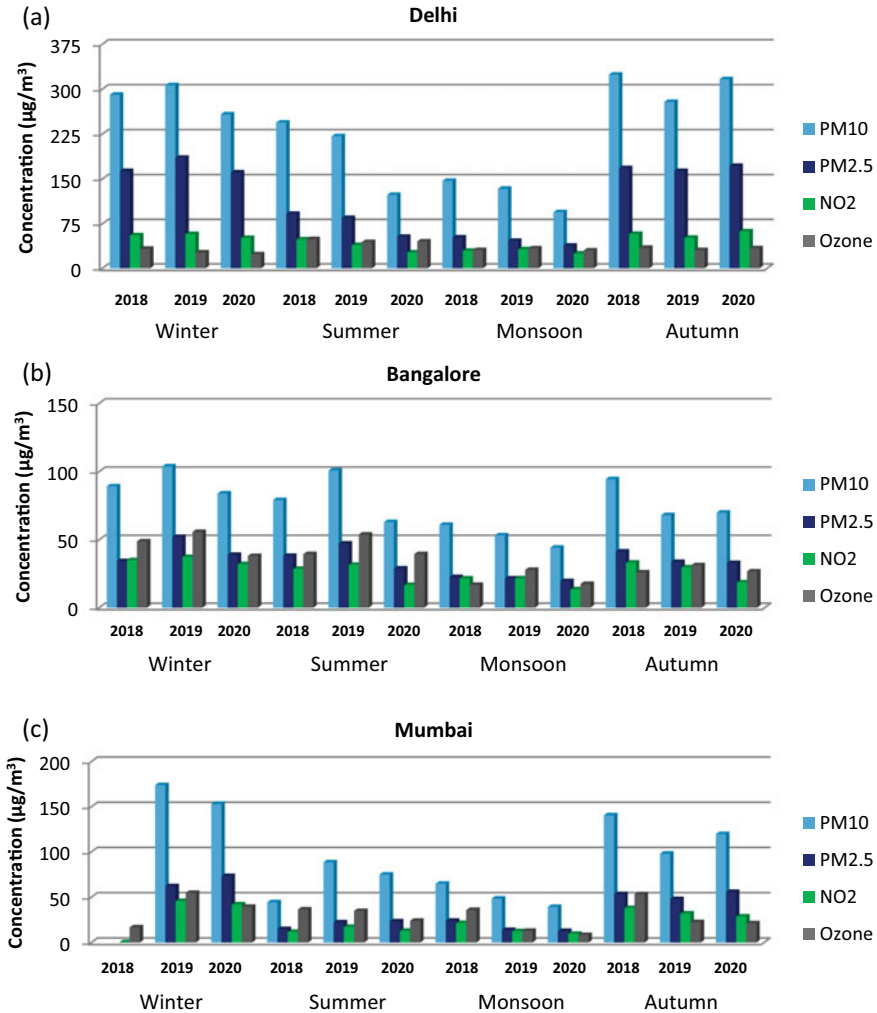 (a)
Delhi
Concentration (µg/m³)
375
300
225
150
75
0
2018 2019 2020 2018 2019 2020 2018 2019 2020 2018 2019 2020
Winter Summer Monsoon Autumn
PM10
PM2.5
NO2
Ozone
(b)
Bangalore
Concentration (µg/m³)
150
100
50
0
2018 2019 2020 2018 2019 2020 2018 2019 2020 2018 2019 2020
Winter Summer Monsoon Autumn
PM10
PM2.5
NO2
Ozone
(c)
Mumbai
Concentration (µg/m³)
200
150
100
50
0
2018 2019 2020 2018 2019 2020 2018 2019 2020 2018 2019 2020
Winter Summer Monsoon Autumn
PM10
PM2.5
NO2
Ozone